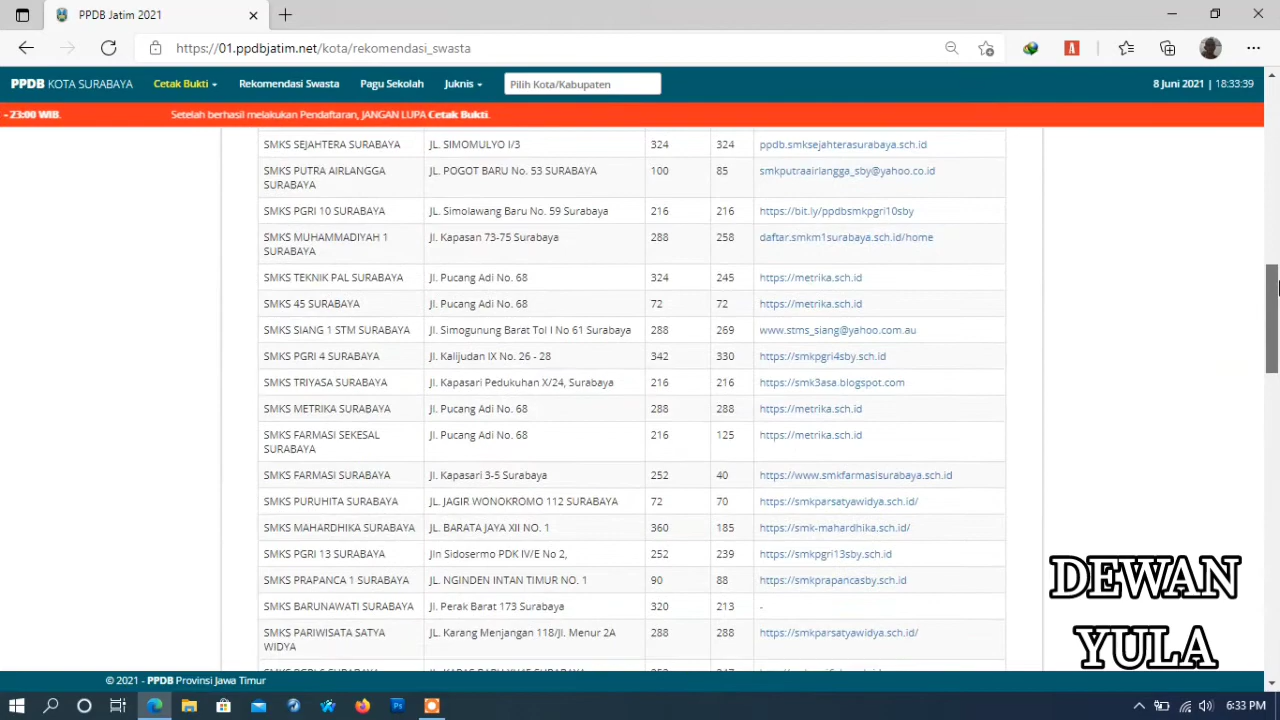 PPDB Jatim 2021
https://01.ppdbjatim.net/kota/rekomendasi_swasta
PPDB KOTA SURABAYA Cetak Bukti Rekomendasi Swasta Pagu Sekolah Juknis Pilih Kota/Kabupaten 8 Juni 2021 | 18:33:39
- 23:00 WIB. Setelah berhasil melakukan Pendaftaran, JANGAN LUPA Cetak Bukti.
SMKS SEJAHTERA SURABAYA JL. SIMOMULYO I/3 324 324 ppdb.smksejahterasurabaya.sch.id
SMKS PUTRA AIRLANGGA JL. POGOT BARU No. 53 SURABAYA 100 85 smkputraairlangga_sby@yahoo.co.id
SURABAYA
SMKS PGRI 10 SURABAYA JL. Simolawang Baru No. 59 Surabaya 216 216 https://bit.ly/ppdbsmkpgri10sby
SMKS MUHAMMADIYAH 1 Jl. Kapasan 73-75 Surabaya 288 258 daftar.smkm1surabaya.sch.id/home
SURABAYA
SMKS TEKNIK PAL SURABAYA Jl. Pucang Adi No. 68 324 245 https://metrika.sch.id
SMKS 45 SURABAYA Jl. Pucang Adi No. 68 72 72 https://metrika.sch.id
SMKS SIANG 1 STM SURABAYA Jl. Simogunung Barat Tol I No 61 Surabaya 288 269 www.stms_siang@yahoo.com.au
SMKS PGRI 4 SURABAYA Jl. Kalijudan IX No. 26 - 28 342 330 https://smkpgri4sby.sch.id
SMKS TRIYASA SURABAYA Jl. Kapasari Pedukuhan X/24, Surabaya 216 216 https://smk3asa.blogspot.com
SMKS METRIKA SURABAYA Jl. Pucang Adi No. 68 288 288 https://metrika.sch.id
SMKS FARMASI SEKESAL Jl. Pucang Adi No. 68 216 125 https://metrika.sch.id
SURABAYA
SMKS FARMASI SURABAYA Jl. Kapasari 3-5 Surabaya 252 40 https://www.smkfarmasisurabaya.sch.id
SMKS PURUHITA SURABAYA JL. JAGIR WONOKROMO 112 SURABAYA 72 70 https://smkparsatyawidya.sch.id/
SMKS MAHARDHIKA SURABAYA JL. BARATA JAYA XII NO. 1 360 185 https://smk-mahardhika.sch.id/
SMKS PGRI 13 SURABAYA Jln Sidosermo PDK IV/E No 2, 252 239 https://smkpgri13sby.sch.id
SMKS PRAPANCA 1 SURABAYA JL. NGINDEN INTAN TIMUR NO. 1 90 88 https://smkprapancasby.sch.id
SMKS BARUNAWATI SURABAYA Jl. Perak Barat 173 Surabaya 320 213 -
SMKS PARIWISATA SATYA JL. Karang Menjangan 118/Jl. Menur 2A 288 288 https://smkparsatyawidya.sch.id/
WIDYA
DEWAN
YULA
© 2021 - PPDB Provinsi Jawa Timur
6:33 PM